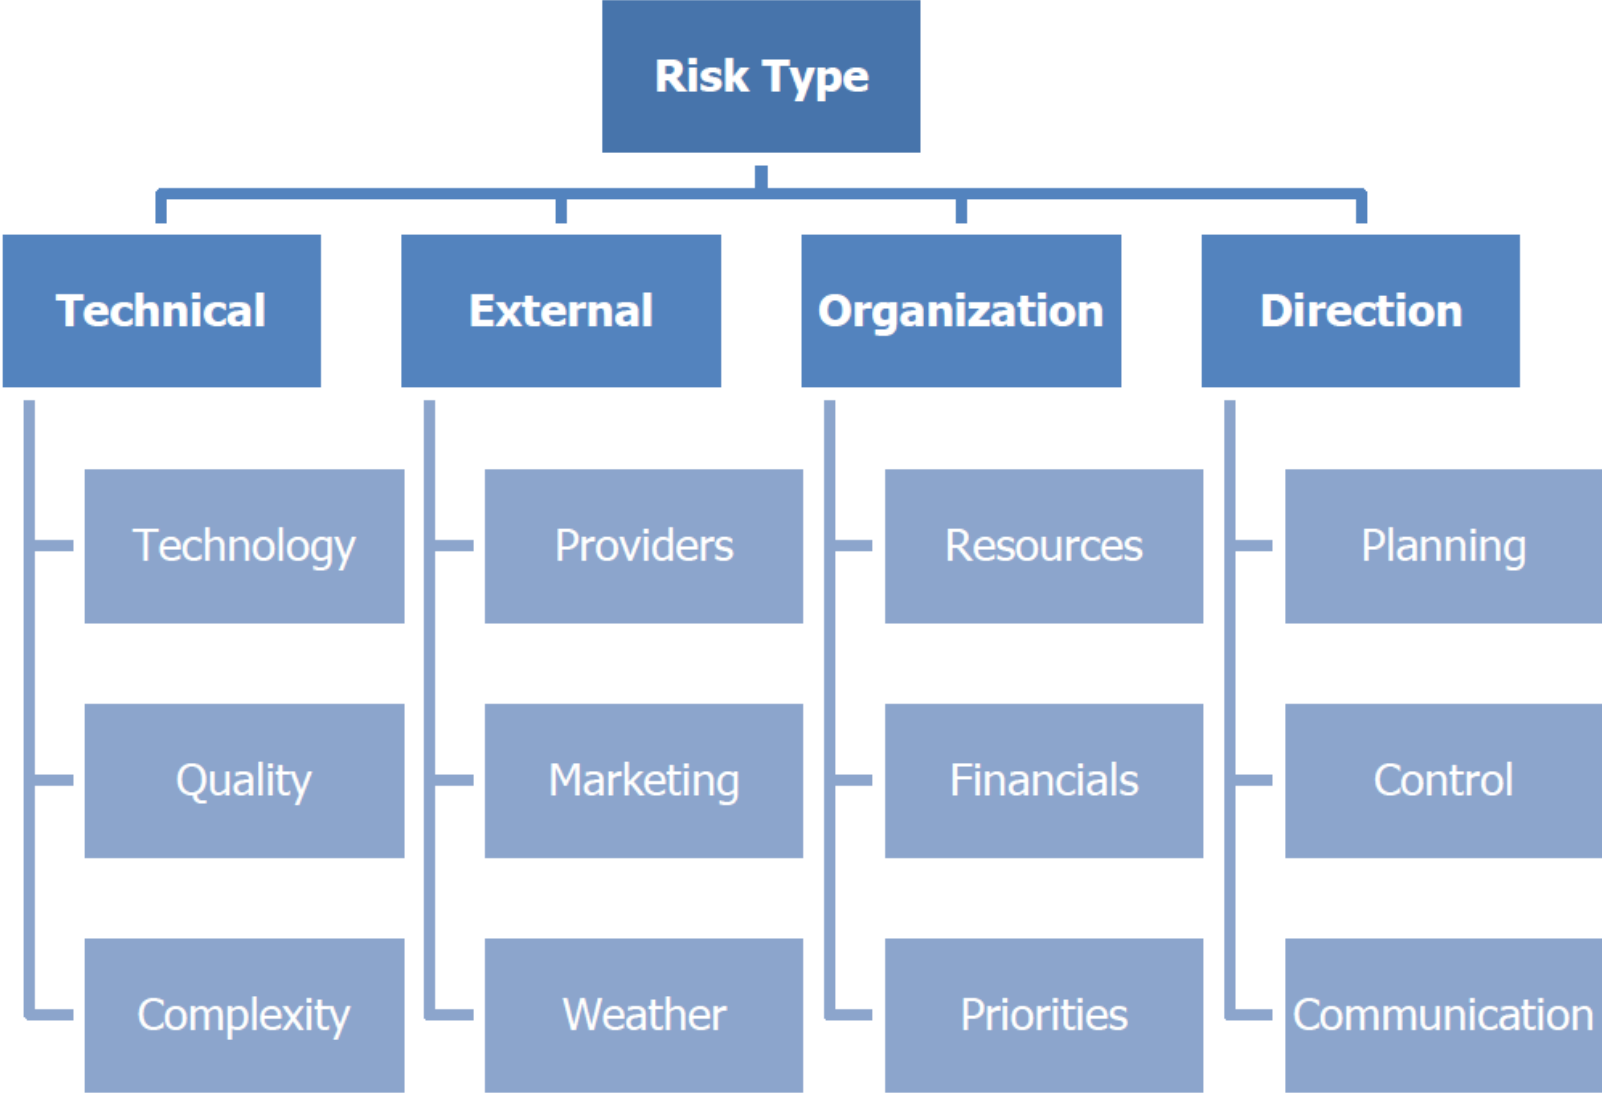 Risk Type
Technical
External
Organization
Direction
Technology
Providers
Resources
Planning
Quality
Marketing
Financials
Control
Complexity
Weather
Priorities
Communication